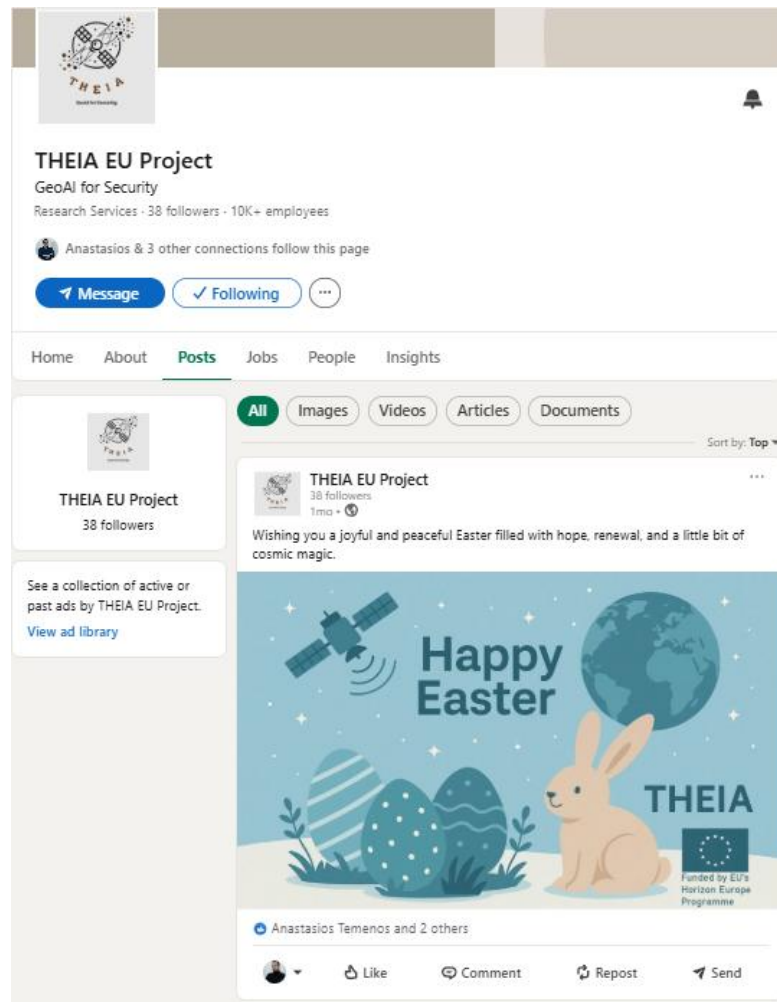 THEIA
THEIA EU Project
GeoAI for Security
Research Services · 38 followers · 10K+ employees
Anastasios & 3 other connections follow this page
Message
Following
Home
About
Posts
Jobs
People
Insights
THEIA
THEIA EU Project
38 followers
See a collection of active or
past ads by THEIA EU Project.
View ad library
All
Images
Videos
Articles
Documents
Sort by: Top
THEIA
THEIA EU Project
38 followers
1mo •
Wishing you a joyful and peaceful Easter filled with hope, renewal, and a little bit of
cosmic magic.
Happy
Easter
THEIA
Funded by EU's
Horizon Europe
Programme
Anastasios Temenos and 2 others
Like
Comment
Repost
Send